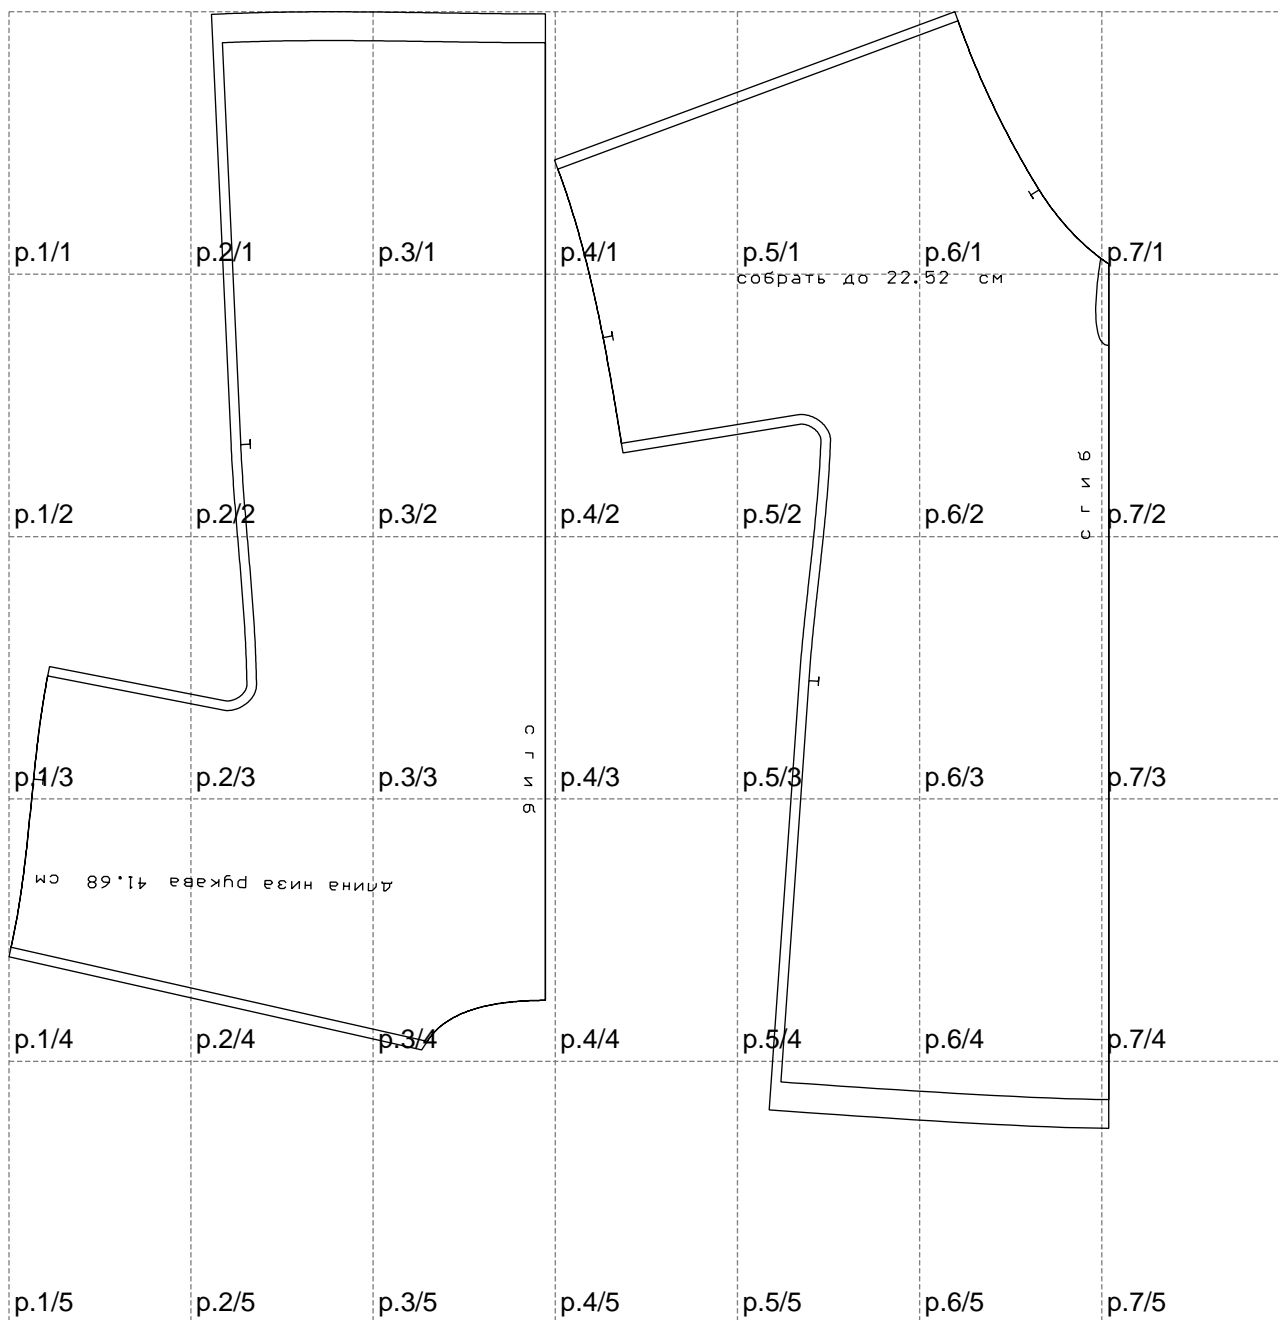 p.1/1 p.2/1 p.3/1 p.4/1 p.5/1 p.6/1 p.7/1
собрать до 22.52 см
сгиб
p.1/2 p.2/2 p.3/2 p.4/2 p.5/2 p.6/2 p.7/2
сгиб
p.1/3 p.2/3 p.3/3 p.4/3 p.5/3 p.6/3 p.7/3
длина низа рукава 41.68 см
p.1/4 p.2/4 p.3/4 p.4/4 p.5/4 p.6/4 p.7/4
p.1/5 p.2/5 p.3/5 p.4/5 p.5/5 p.6/5 p.7/5